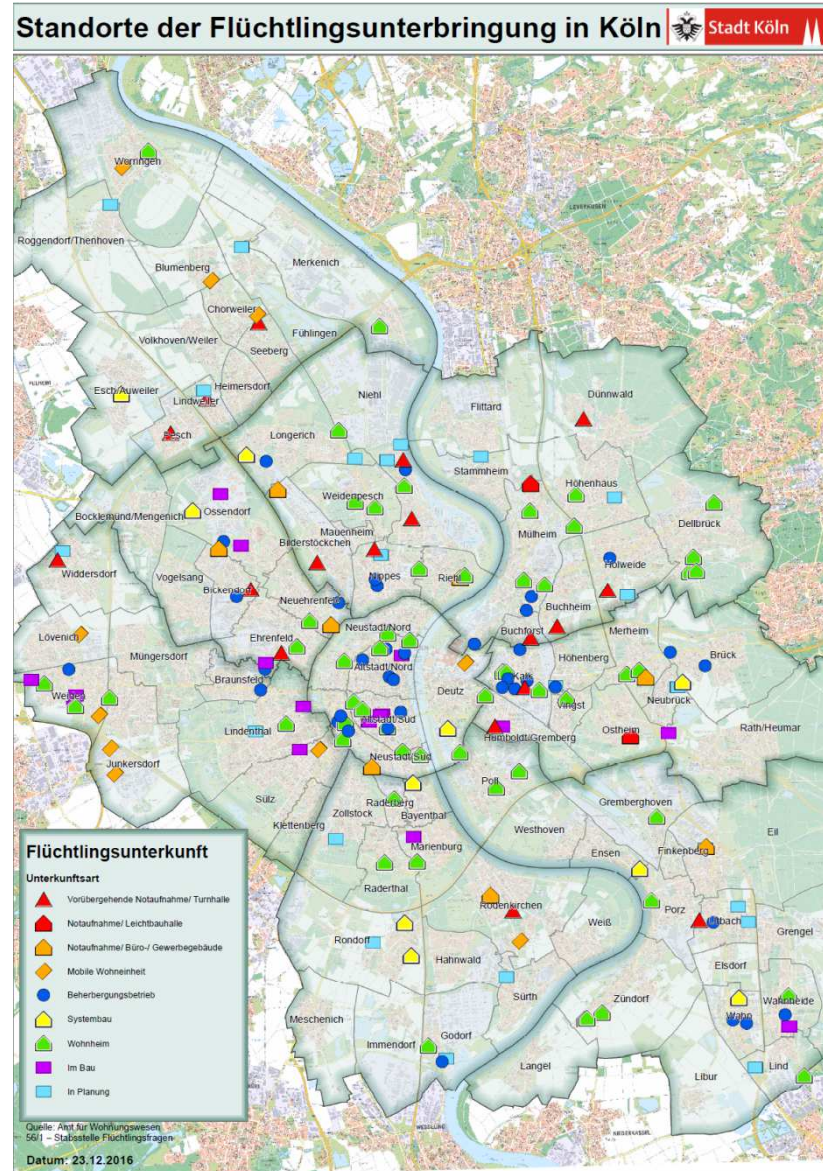 Standorte der Flüchtlingsunterbringung in Köln
Stadt Köln
Worringen
Roggendorf/Thenhoven
Blumenberg
Merkenich
Chorweiler
Volkhoven/Weiler
Fühlingen
Seeberg
Esch/Auweiler
Heimersdorf
Lindweiler
Pesch
Niehl
Longerich
Flittard
Dünnwald
LEVERKUSEN
Stammheim
Höhenhaus
Dellbrück
Weidenpesch
Ossendorf
Bocklemünd/Mengenich
Mauenheim
Bilderstöckchen
Mülheim
Holweide
Widdersdorf
Vogelsang
Nippes
Riehl
Bickendorf
Neuehrenfeld
Buchheim
Lövenich
Müngersdorf
Ehrenfeld
Neustadt/Nord
Buchforst
Merheim
Höhenberg
Brück
Altstadt/Nord
Braunsfeld
Deutz
Kalk
Weiden
Vingst
Neubrück
Altstadt/Süd
Lindenthal
Humboldt/Gremberg
Ostheim
Rath/Heumar
Junkersdorf
Neustadt/Süd
Sülz
Poll
Raderberg
Klettenberg
Zollstock
Bayenthal
Gremberghoven
Westhoven
Eil
Marienburg
Ensen
Finkenberg
Raderthal
Rodenkirchen
Porz
Weiß
Grengel
Rondorf
Hahnwald
Elsdorf
Sürth
Zündorf
Wahnheide
Wahn
Meschenich
Immendorf
Godorf
Langel
Libur
Lind
WESSELING
NIEDERKASSEL
Flüchtlingsunterkunft
Unterkunftsart
Vorübergehende Notaufnahme/ Turnhalle
Notaufnahme/ Leichtbauhalle
Notaufnahme/ Büro-/ Gewerbegebäude
Mobile Wohneinheit
Beherbergungsbetrieb
Systembau
Wohnheim
Im Bau
In Planung
Quelle: Amt für Wohnungswesen
56/1 – Stabsstelle Flüchtlingsfragen
Datum: 23.12.2016